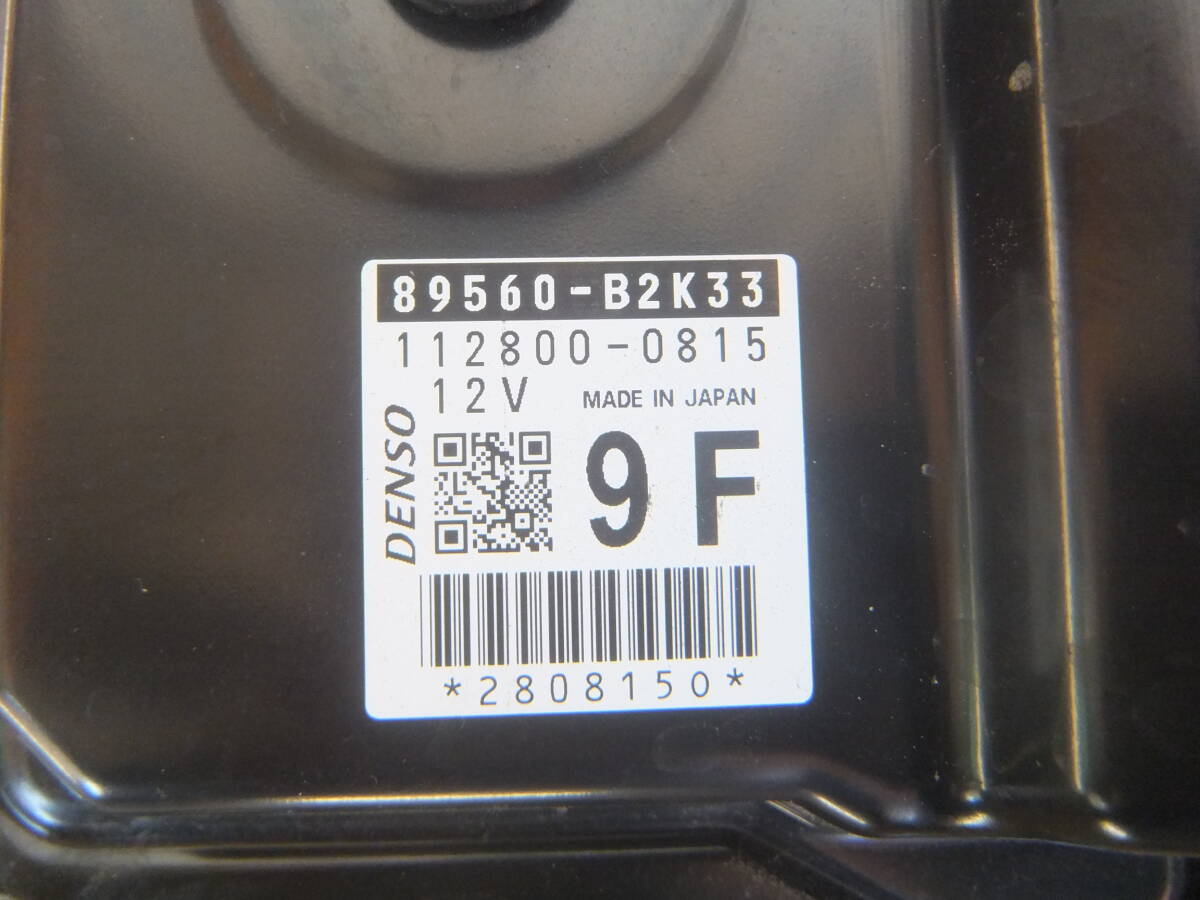 89560-B2K33
112800-0815
12V MADE IN JAPAN
DENSO
9F
*2808150*